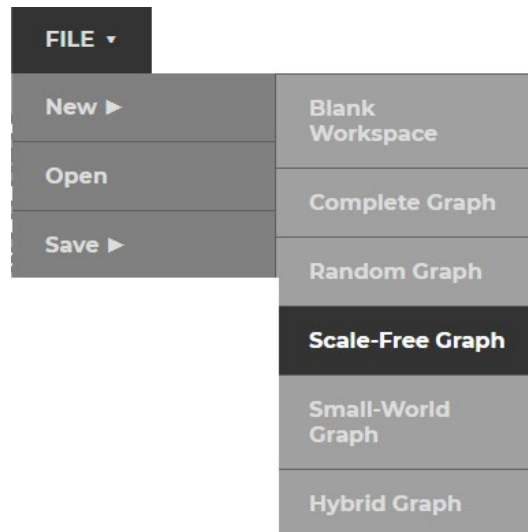 FILE ▾
New ▶
Open
Save ▶
Blank
Workspace
Complete Graph
Random Graph
Scale-Free Graph
Small-World
Graph
Hybrid Graph